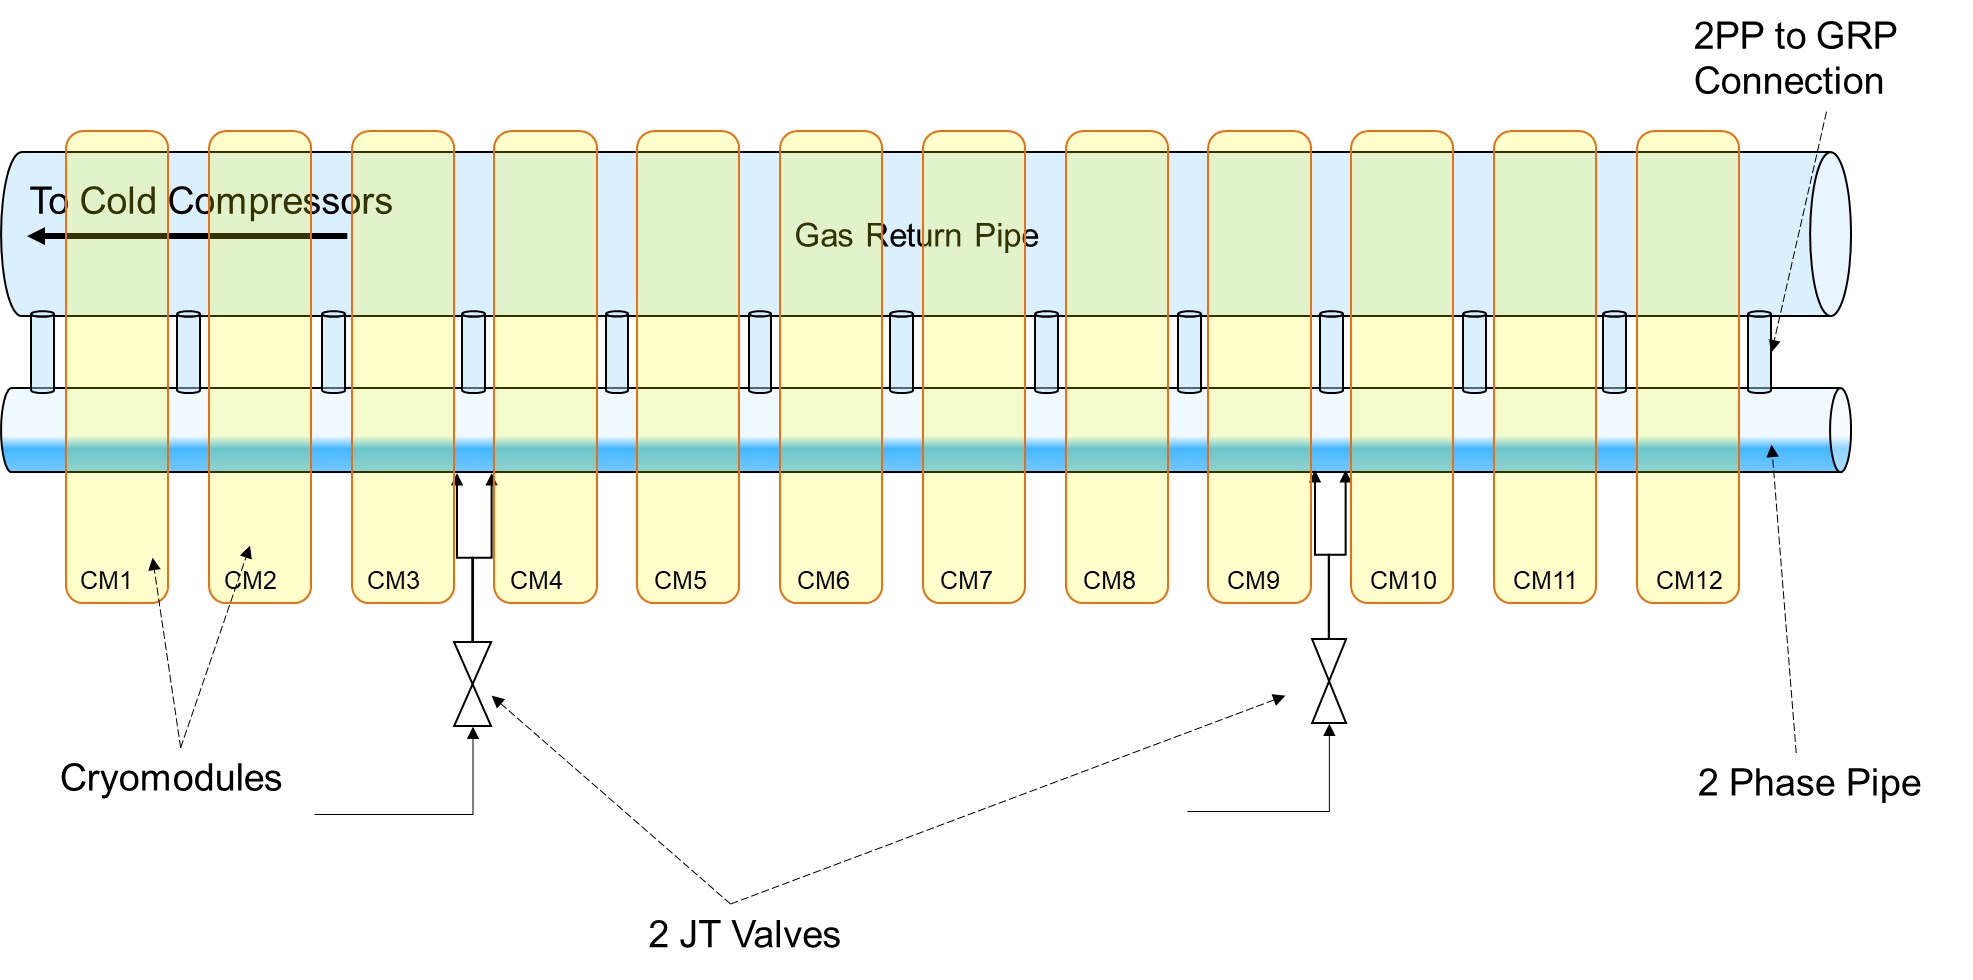 2PP to GRP
Connection
To Cold Compressors
Gas Return Pipe
CM1
CM2
CM3
CM4
CM5
CM6
CM7
CM8
CM9
CM10
CM11
CM12
Cryomodules
2 Phase Pipe
2 JT Valves